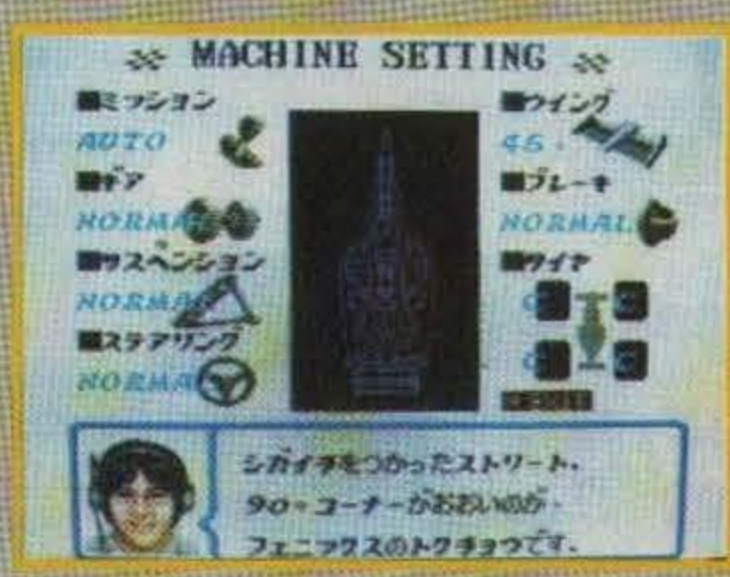 MACHINE SETTING
■ミッション
AUTO
■ギア
NORMAL
■サスペンション
NORMAL
■ステアリング
NORMAL
■ウイング
45°
■ブレーキ
NORMAL
■タイヤ
C C
C C
EXIT
シガイチをつかったストリート.
90°コーナーがおおいのが.
フェニックスのトクチョウです.